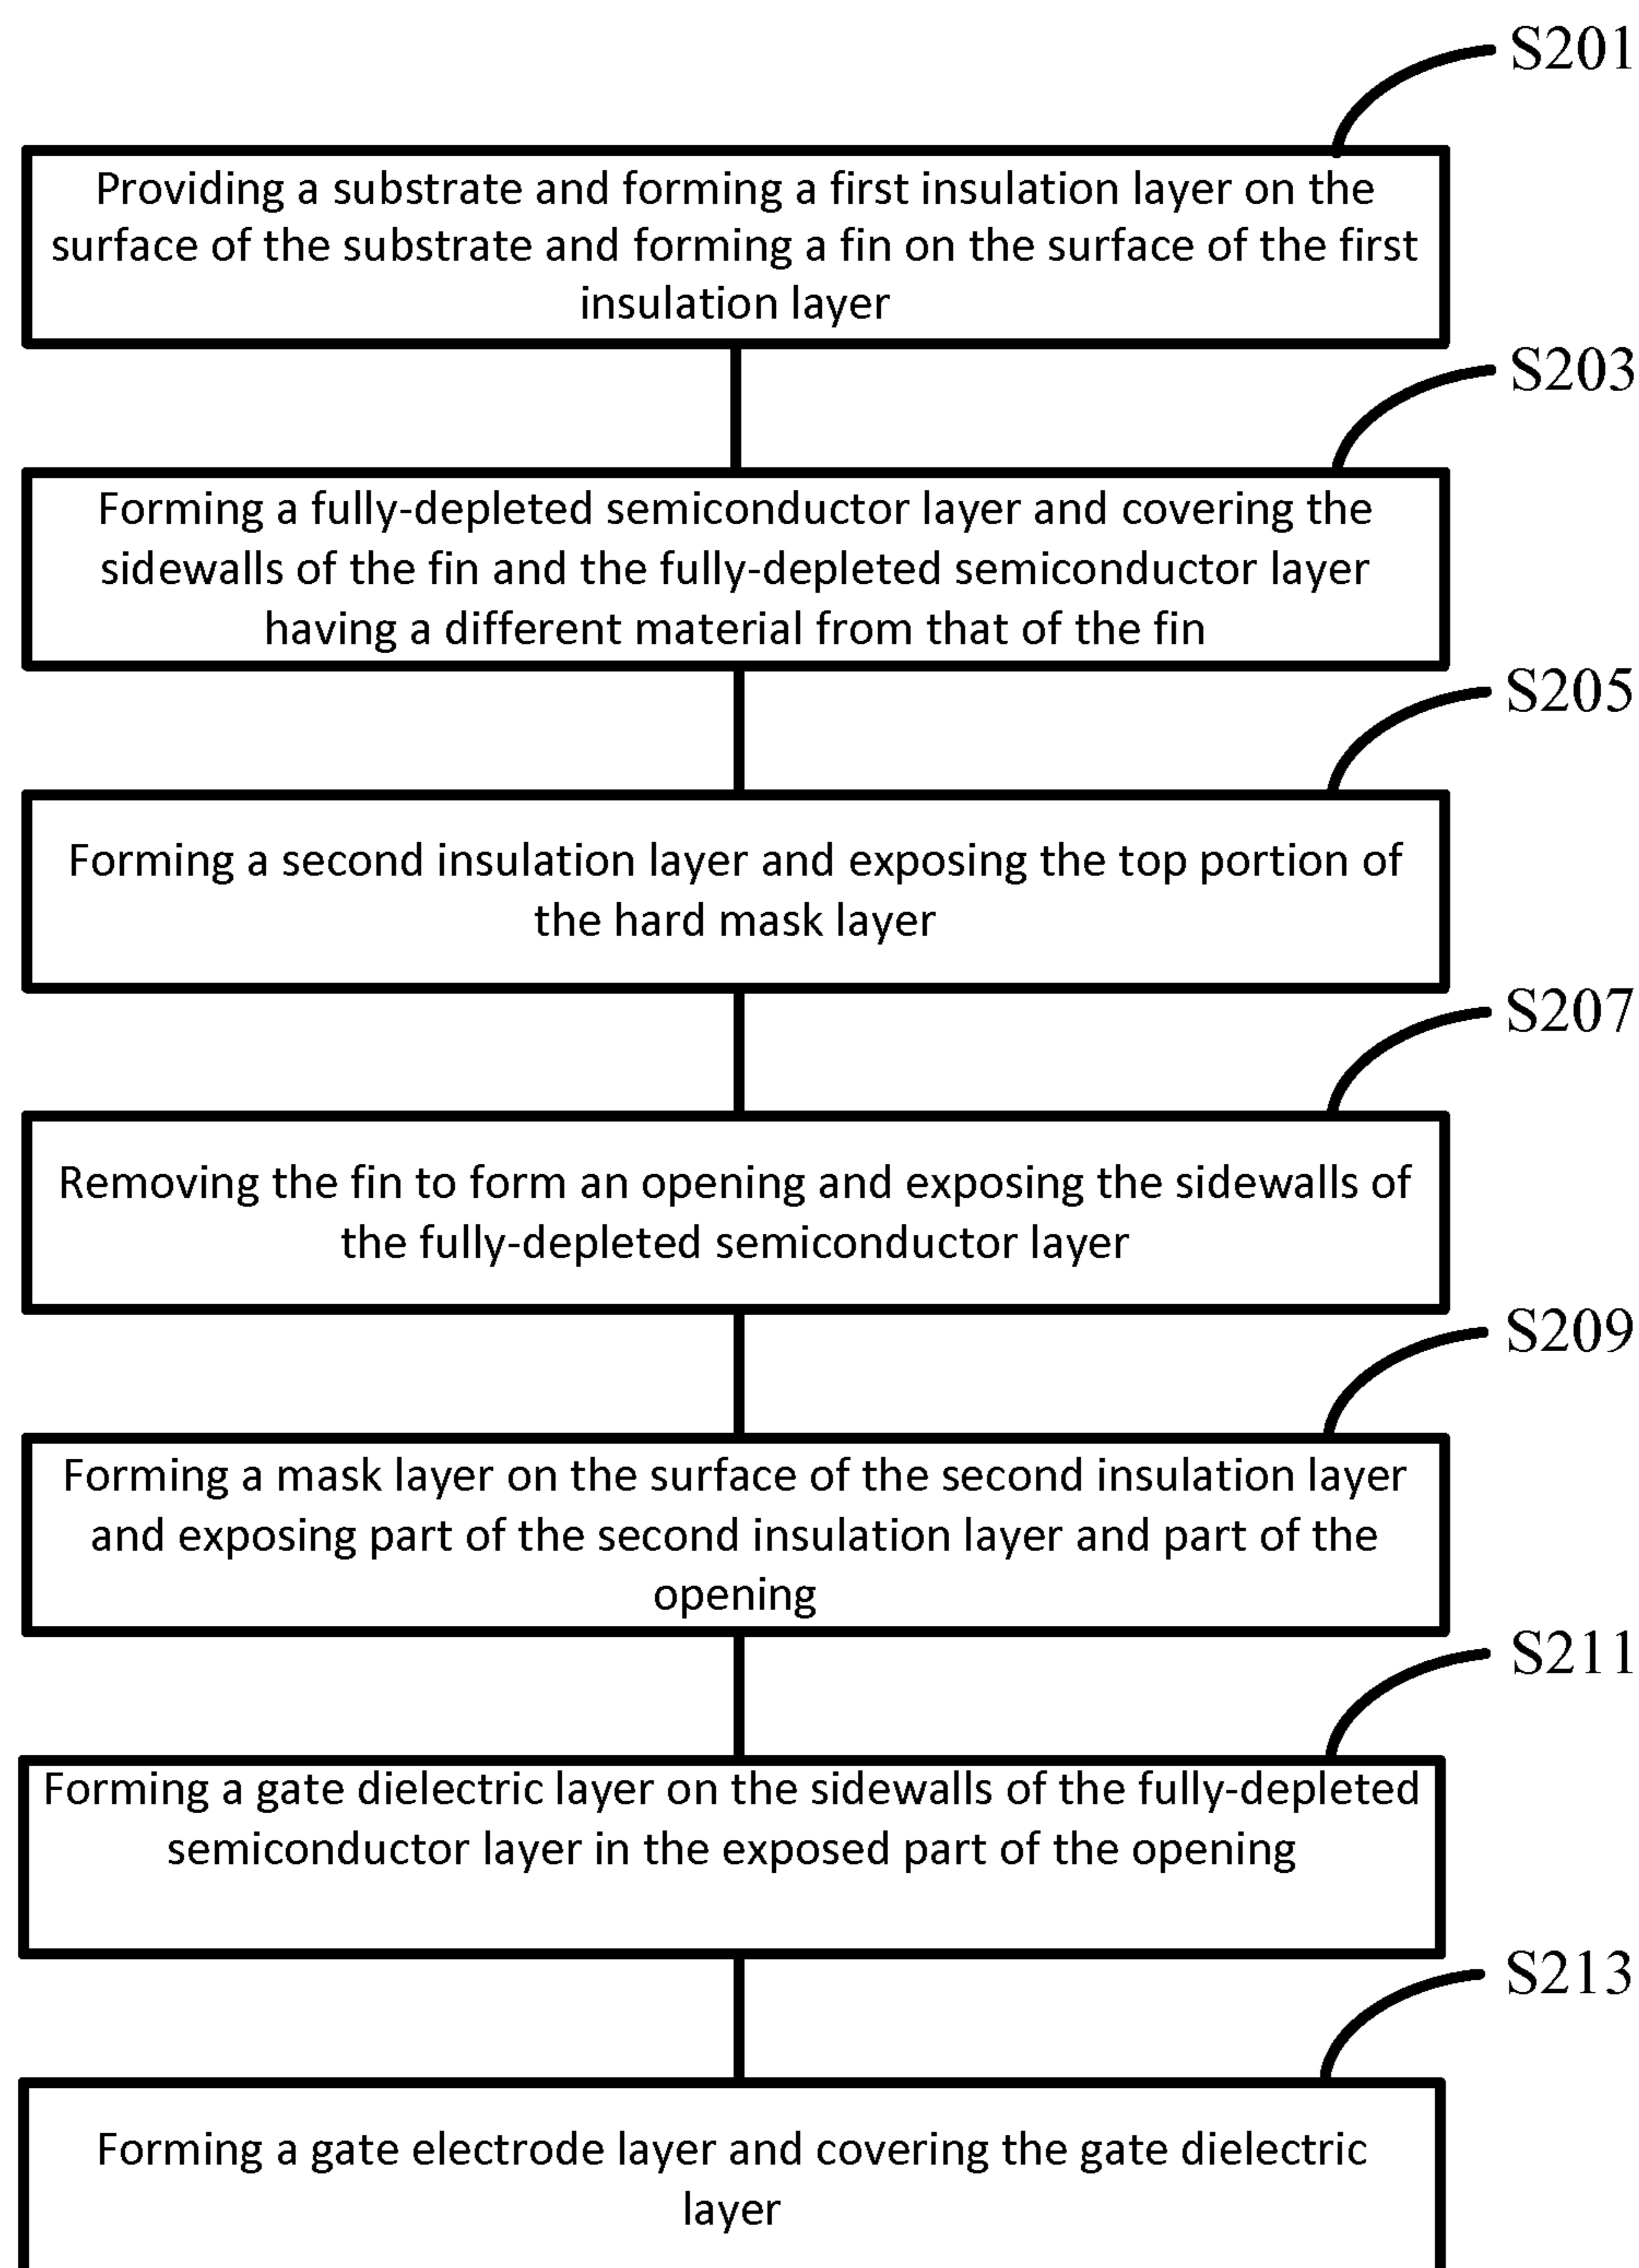 S201
Providing a substrate and forming a first insulation layer on the
surface of the substrate and forming a fin on the surface of the first
insulation layer
S203
Forming a fully-depleted semiconductor layer and covering the
sidewalls of the fin and the fully-depleted semiconductor layer
having a different material from that of the fin
S205
Forming a second insulation layer and exposing the top portion of
the hard mask layer
S207
Removing the fin to form an opening and exposing the sidewalls of
the fully-depleted semiconductor layer
S209
Forming a mask layer on the surface of the second insulation layer
and exposing part of the second insulation layer and part of the
opening
S211
Forming a gate dielectric layer on the sidewalls of the fully-depleted
semiconductor layer in the exposed part of the opening
S213
Forming a gate electrode layer and covering the gate dielectric
layer